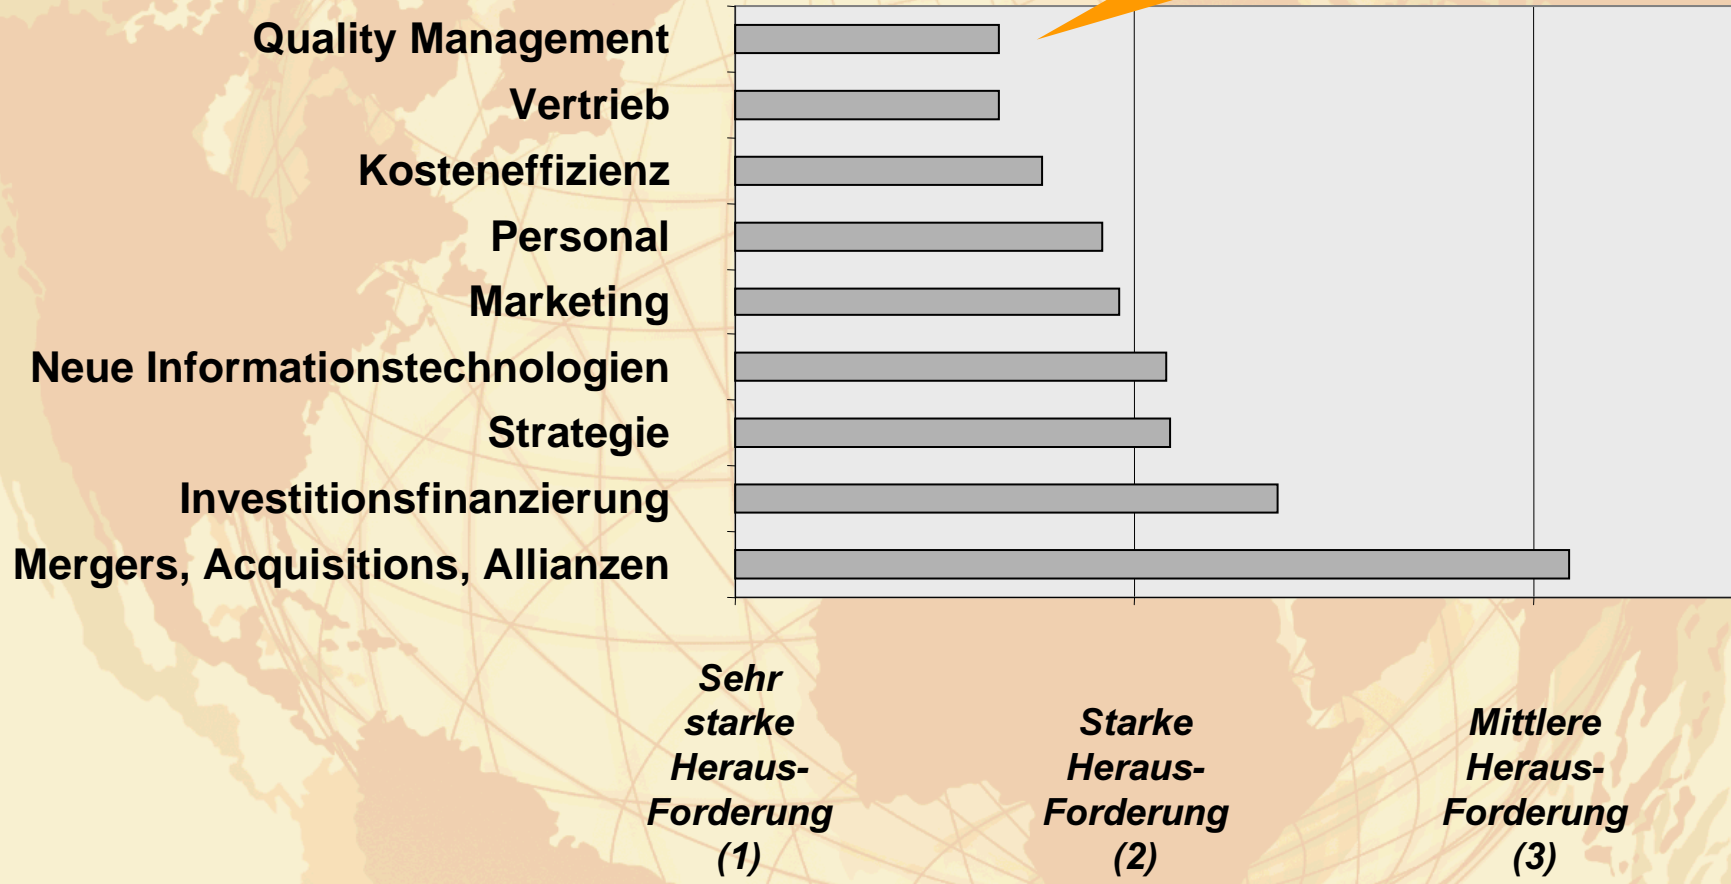 Quality Management
Vertrieb
Kosteneffizienz
Personal
Marketing
Neue Informationstechnologien
Strategie
Investitionsfinanzierung
Mergers, Acquisitions, Allianzen
Sehr
starke
Heraus-
Forderung
(1)
Starke
Heraus-
Forderung
(2)
Mittlere
Heraus-
Forderung
(3)